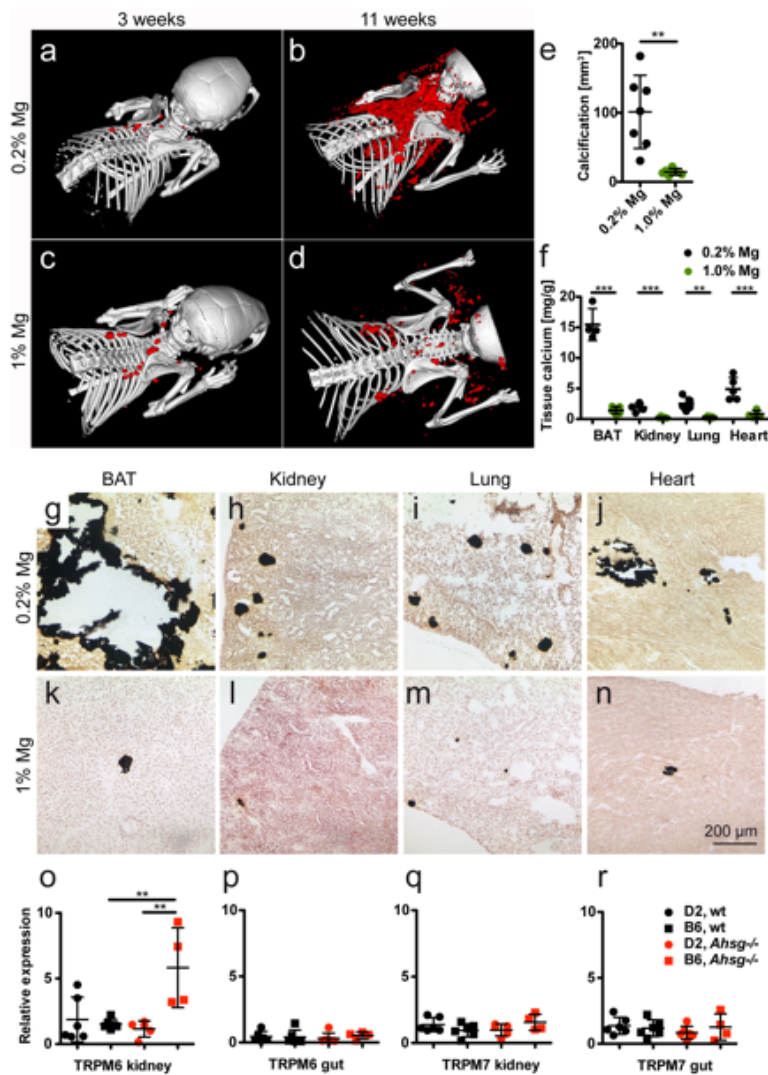 3 weeks
11 weeks
a
b
e
0.2% Mg
Calcification [mm³]
200
100
0
**
0.2% Mg
1.0% Mg
c
d
1% Mg
f
0.2% Mg
1.0% Mg
Tissue calcium [mg/g]
20
15
10
5
0
***
***
**
***
BAT
Kidney
Lung
Heart
BAT
Kidney
Lung
Heart
g
h
i
j
0.2% Mg
k
l
m
n
1% Mg
200 µm
o
p
q
r
Relative expression
10
5
0
**
**
10
5
0
10
5
0
10
5
0
D2, wt
B6, wt
D2, Ahsg-/-
B6, Ahsg-/-
TRPM6 kidney
TRPM6 gut
TRPM7 kidney
TRPM7 gut